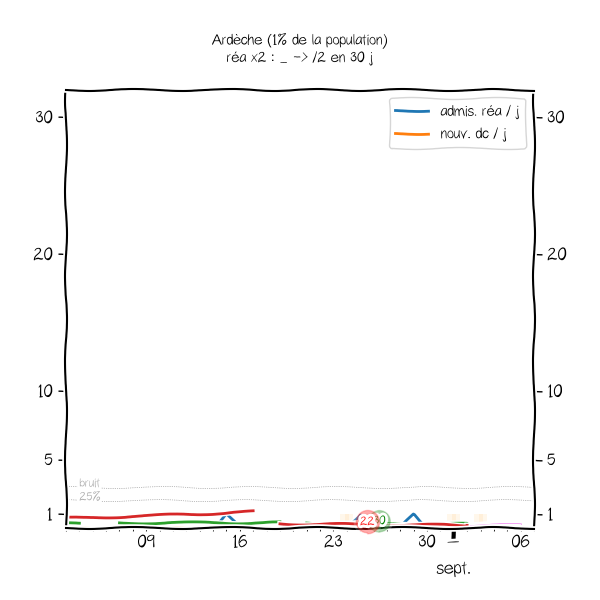 Ardèche (1% de la population)
réa x2 : _ -> /2 en 30 j
admis. réa / j
nouv. dc / j
30
30
20
20
10
10
5
5
bruit
25%
1
1
22
09
16
23
30
06
sept.